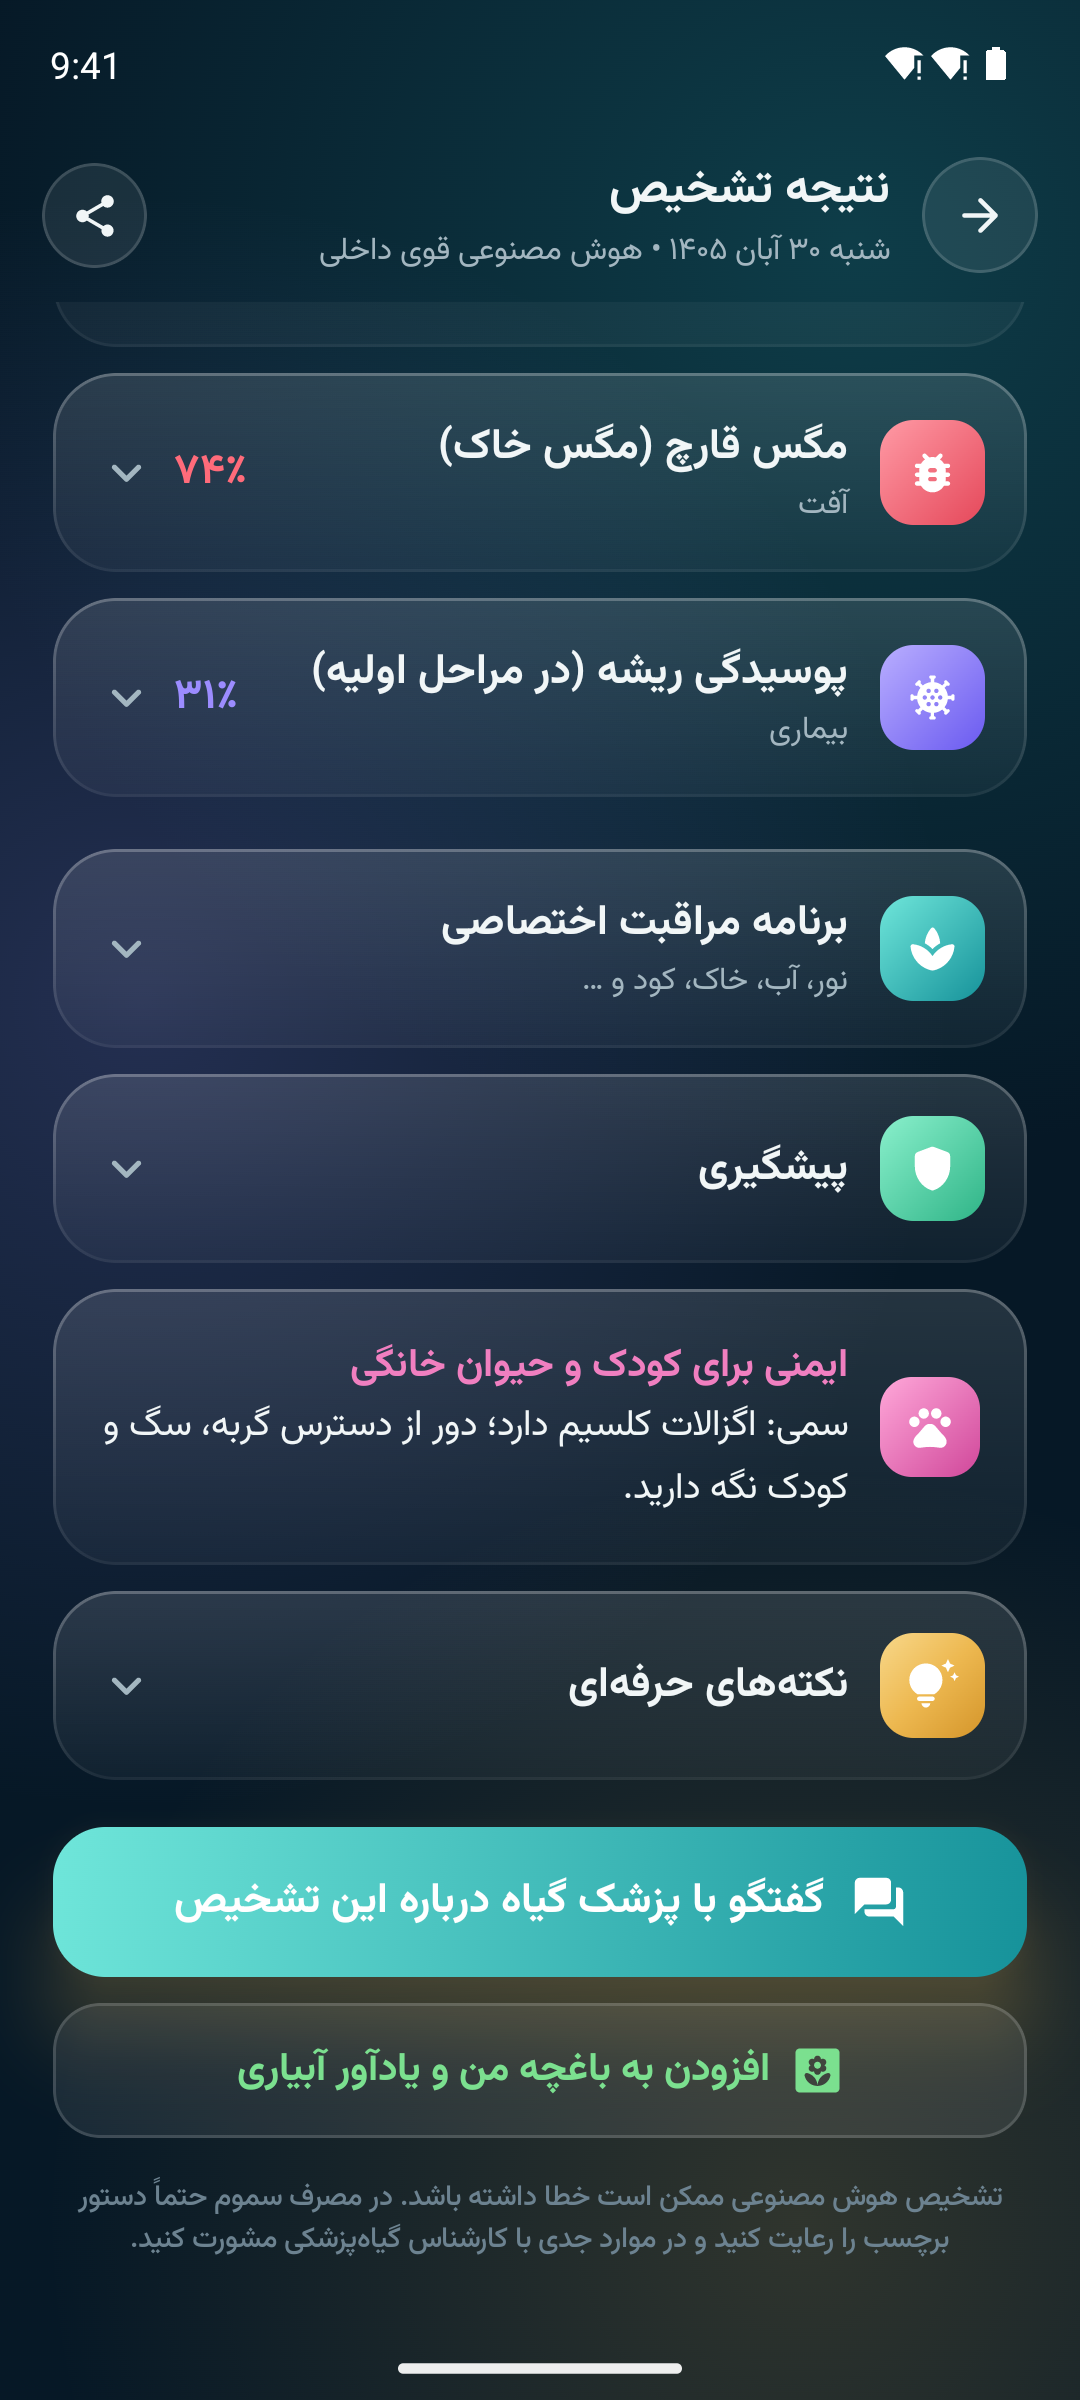 9:41
نتیجه تشخیص
شنبه ۳۰ آبان ۱۴۰۵ • هوش مصنوعی قوی داخلی
مگس قارچ (مگس خاک)
آفت
۷۴٪
پوسیدگی ریشه (در مراحل اولیه)
بیماری
۳۱٪
برنامه مراقبت اختصاصی
نور، آب، خاک، کود و ...
پیشگیری
ایمنی برای کودک و حیوان خانگی
سمی: اگزالات کلسیم دارد؛ دور از دسترس گربه، سگ و
کودک نگه دارید.
نکته‌های حرفه‌ای
گفتگو با پزشک گیاه درباره این تشخیص
افزودن به باغچه من و یادآور آبیاری
تشخیص هوش مصنوعی ممکن است خطا داشته باشد. در مصرف سموم حتماً دستور
برچسب را رعایت کنید و در موارد جدی با کارشناس گیاه‌پزشکی مشورت کنید.